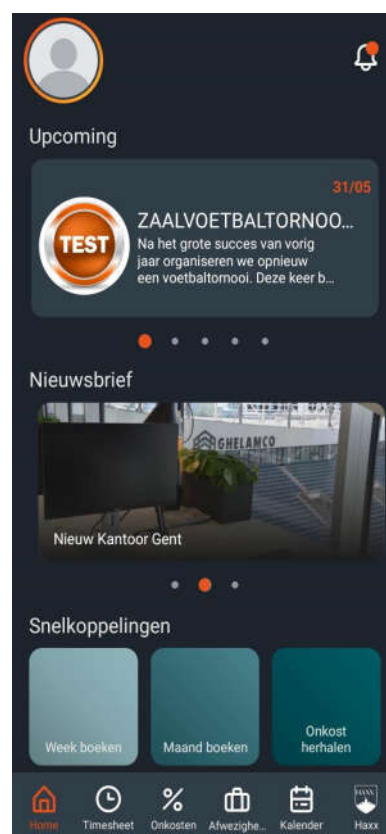 Upcoming
31/05
TEST
ZAALVOETBALTORNOO...
Na het grote succes van vorig
jaar organiseren we opnieuw
een voetbaltornooi. Deze keer b...
Nieuwsbrief
GHELAMCO
Nieuw Kantoor Gent
Snelkoppelingen
Week boeken
Maand boeken
Onkost
herhalen
HAXX
Home Timesheet Onkosten Afwezighe... Kalender Haxx